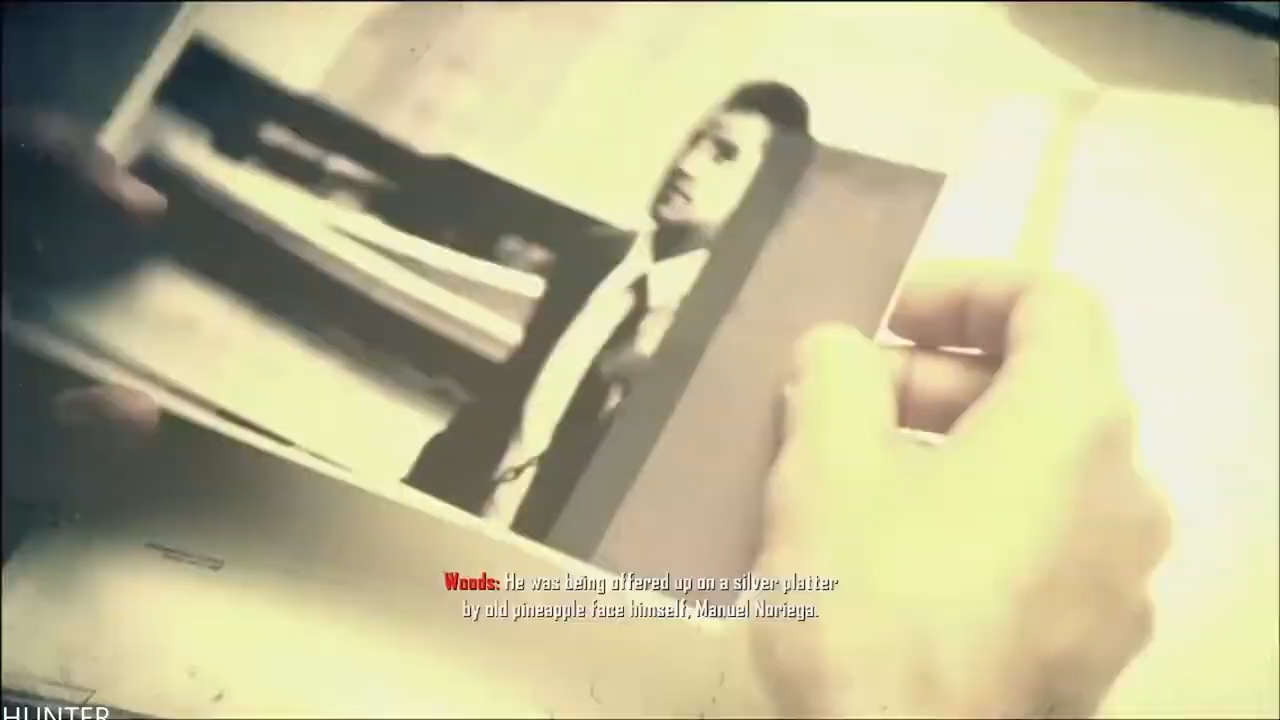 Woods: He was being offered up on a silver platter
by old pineapple face himself, Manuel Noriega.
HUNTER